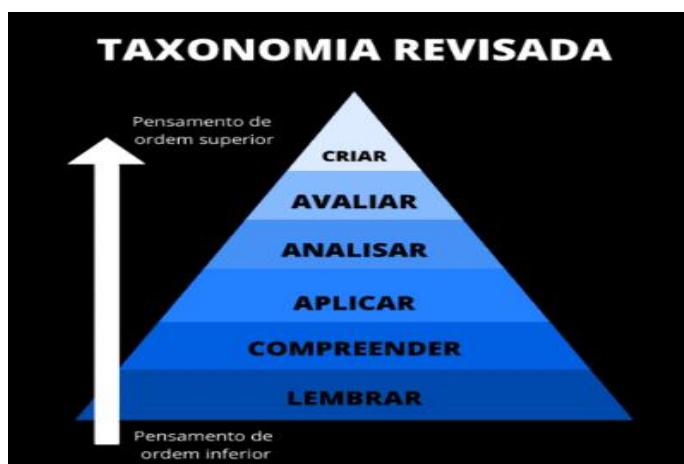 TAXONOMIA REVISADA
Pensamento de
ordem superior
CRIAR
AVALIAR
ANALISAR
APLICAR
COMPREENDER
LEMBRAR
Pensamento de
ordem inferior